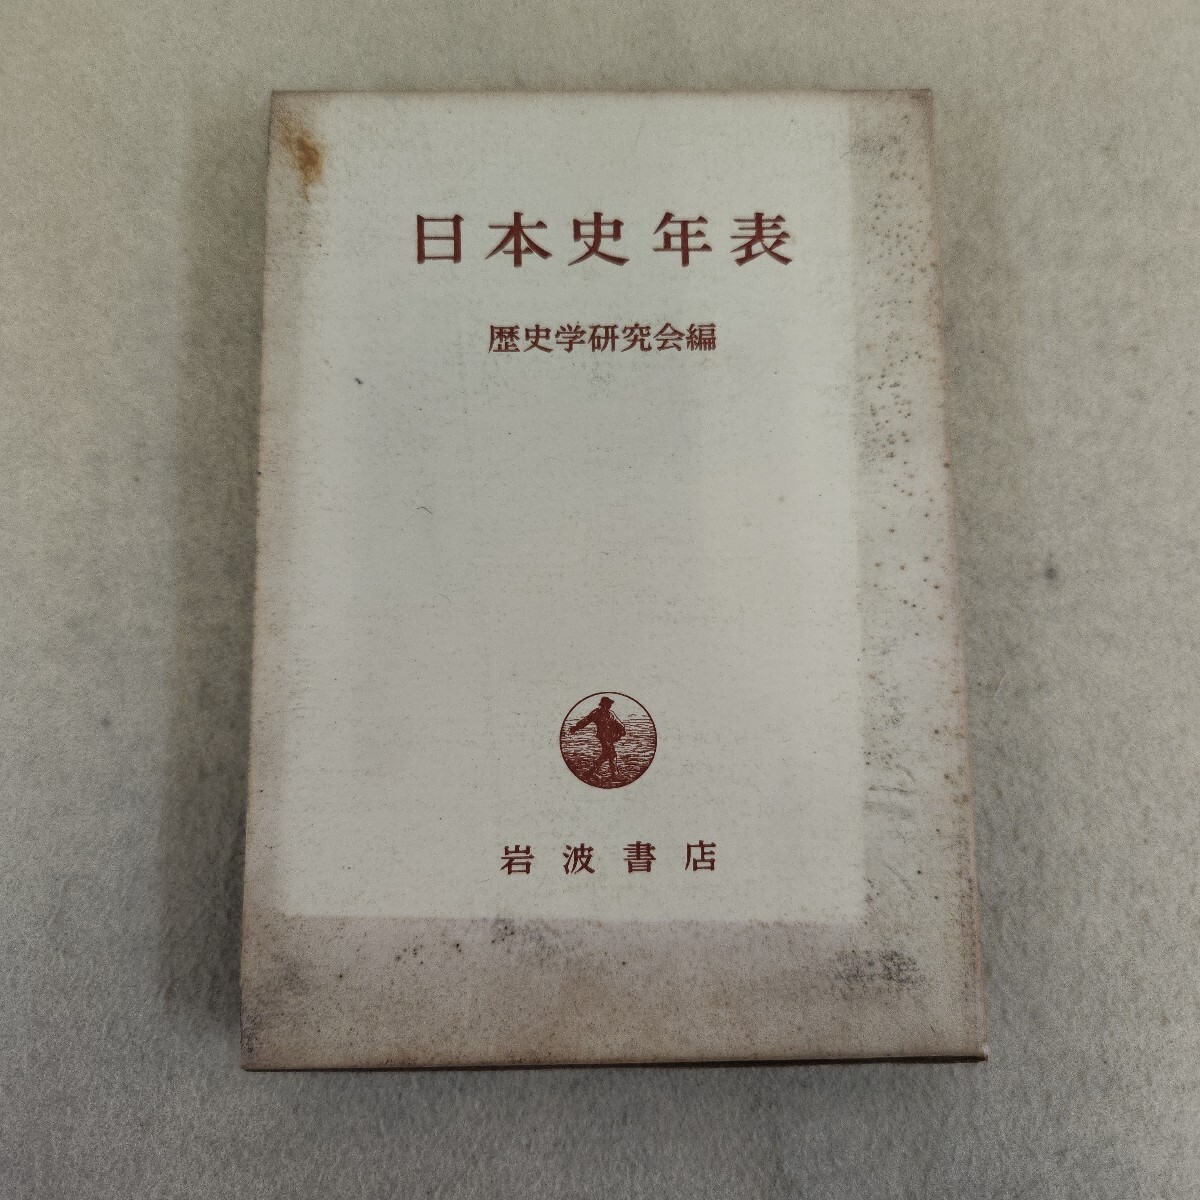 日本史年表
歴史学研究会編
岩波書店